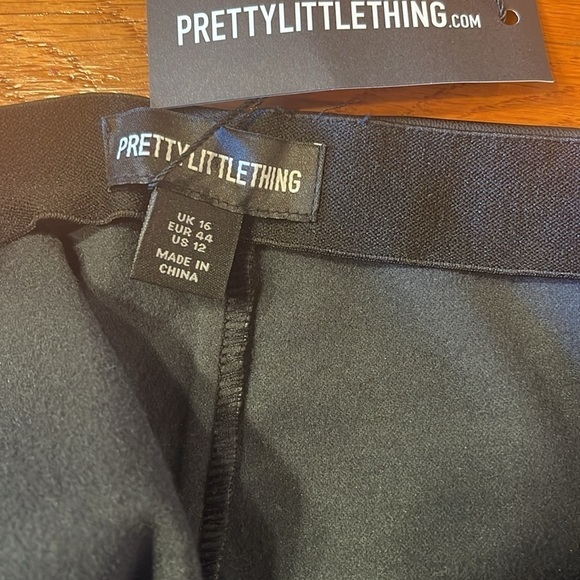 PRETTYLITTLETHING.COM
PRETTYLITTLETHING
UK 16
EUR 44
US 12
MADE IN
CHINA